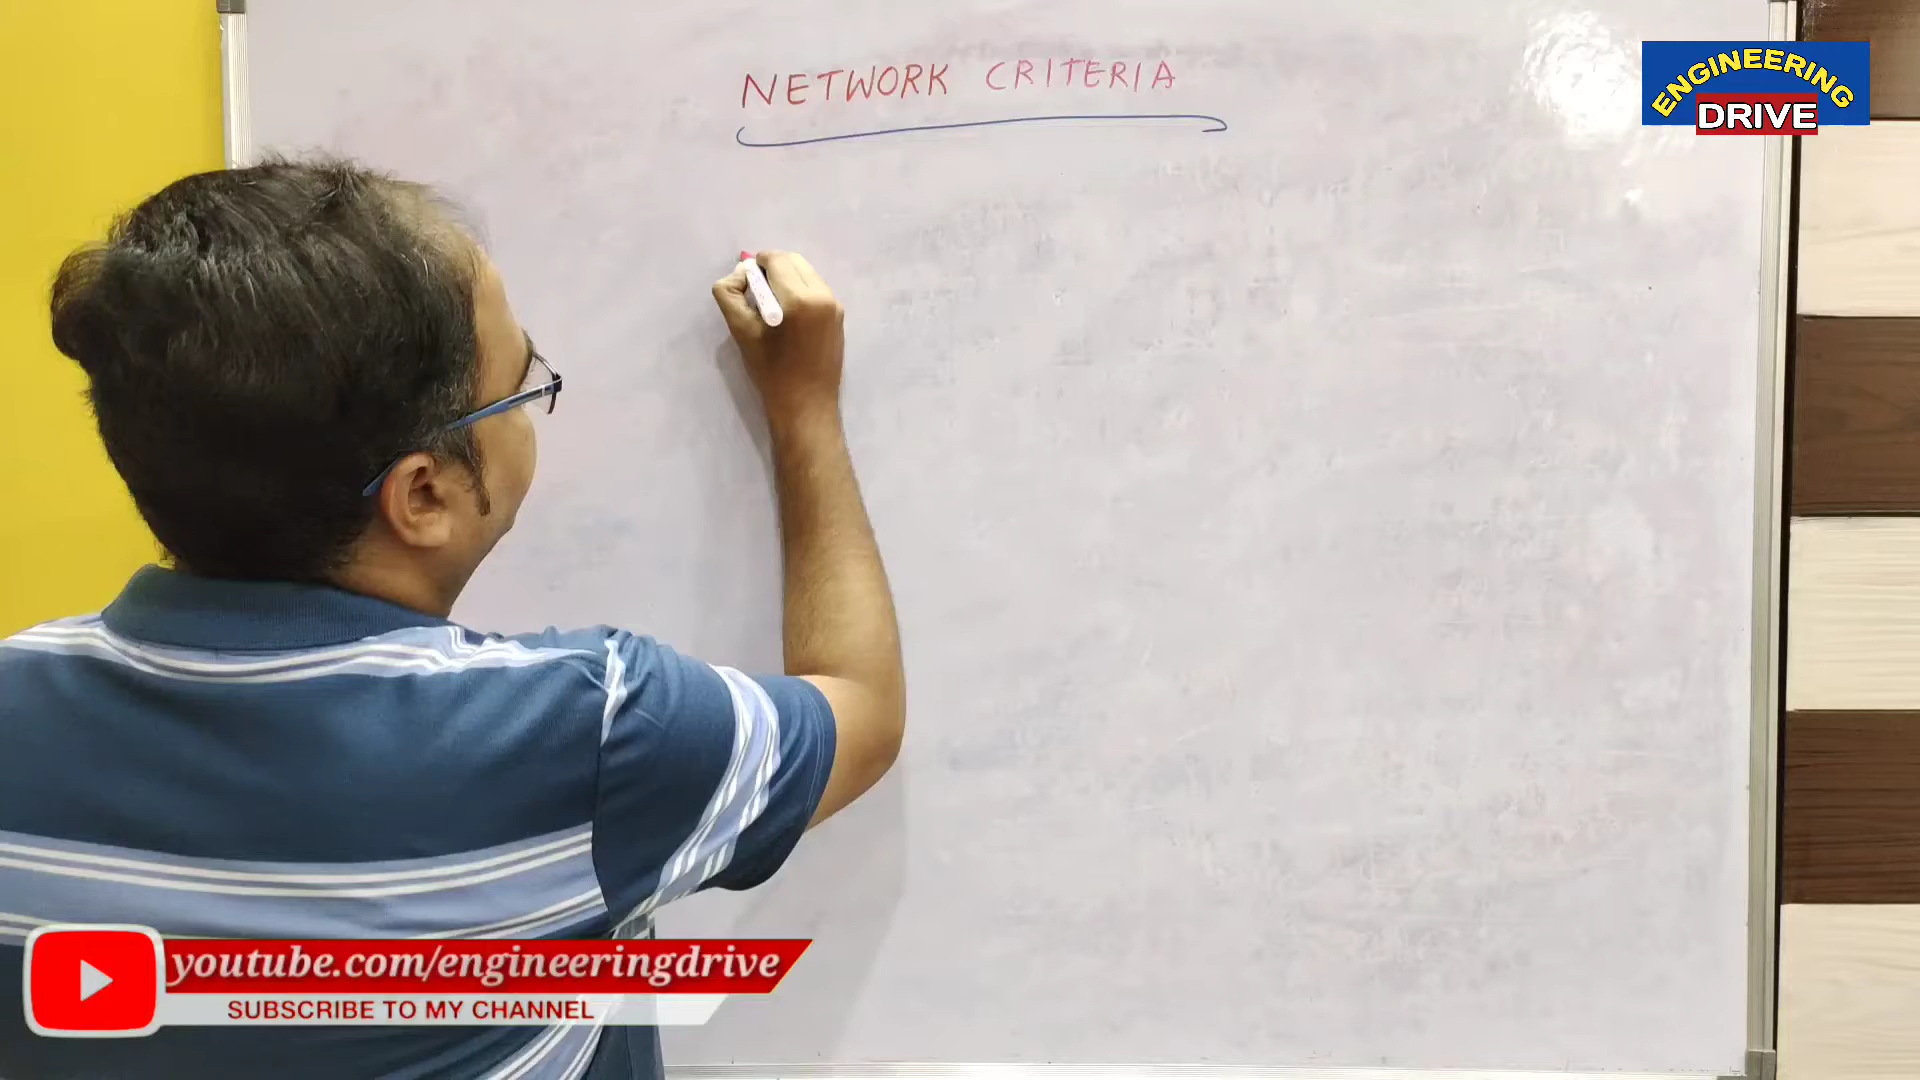 NETWORK CRITERIA
ENGINEERING
DRIVE
youtube.com/engineeringdrive
SUBSCRIBE TO MY CHANNEL